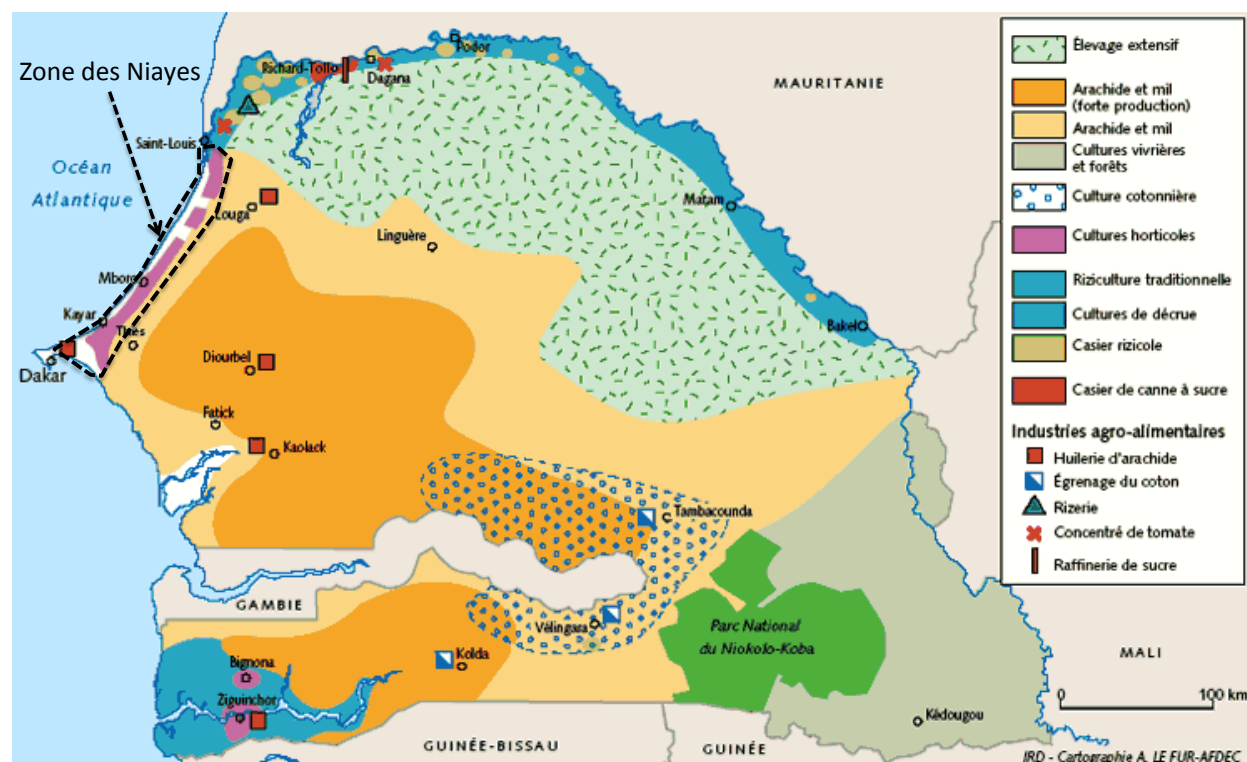 Zone des Niayes
Océan
Atlantique
MAURITANIE
Podor
Richard-Toll
Dagana
Saint-Louis
Louga
Linguère
Matam
Mboro
Kayar
Thiès
Dakar
Bakel
Diourbel
Fatick
Kaolack
Tambacounda
GAMBIE
Vélingara
Parc National
du Niokolo-Koba
MALI
Bignona
Kolda
Ziguinchor
Kédougou
GUINÉE-BISSAU
GUINÉE
0
100 km
IRD - Cartographie A. LE FUR-AFDEC
Élevage extensif
Arachide et mil
(forte production)
Arachide et mil
Cultures vivrières
et forêts
Culture cotonnière
Cultures horticoles
Riziculture traditionnelle
Cultures de décrue
Casier rizicole
Casier de canne à sucre
Industries agro-alimentaires
Huilerie d'arachide
Égrenage du coton
Rizerie
Concentré de tomate
Raffinerie de sucre